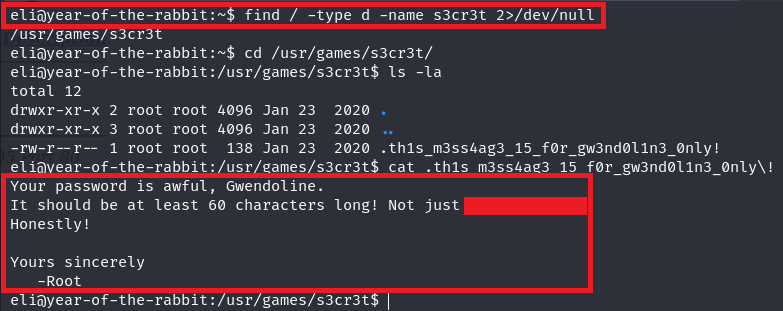 eli@year-of-the-rabbit:~$ find / -type d -name s3cr3t 2>/dev/null
/usr/games/s3cr3t
eli@year-of-the-rabbit:~$ cd /usr/games/s3cr3t/
eli@year-of-the-rabbit:/usr/games/s3cr3t$ ls -la
total 12
drwxr-xr-x 2 root root 4096 Jan 23  2020 .
drwxr-xr-x 3 root root 4096 Jan 23  2020 ..
-rw-r--r-- 1 root root  138 Jan 23  2020 .th1s_m3ss4ag3_15_f0r_gw3nd0l1n3_0nly!
eli@year-of-the-rabbit:/usr/games/s3cr3t$ cat .th1s_m3ss4ag3_15_f0r_gw3nd0l1n3_0nly\!
Your password is awful, Gwendoline.
It should be at least 60 characters long! Not just
Honestly!
Yours sincerely
-Root
eli@year-of-the-rabbit:/usr/games/s3cr3t$